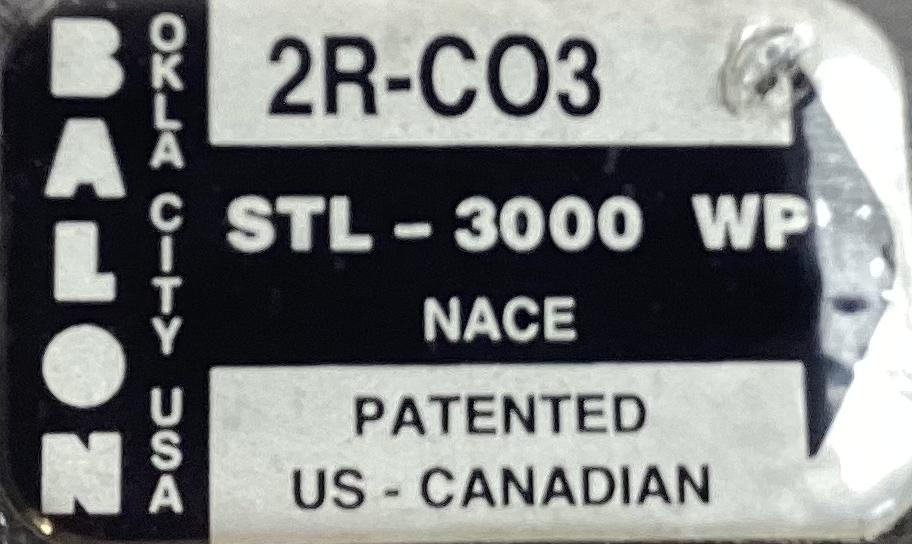 BALON
OKLA CITY USA
2R-CO3
STL - 3000 WP
NACE
PATENTED
US - CANADIAN